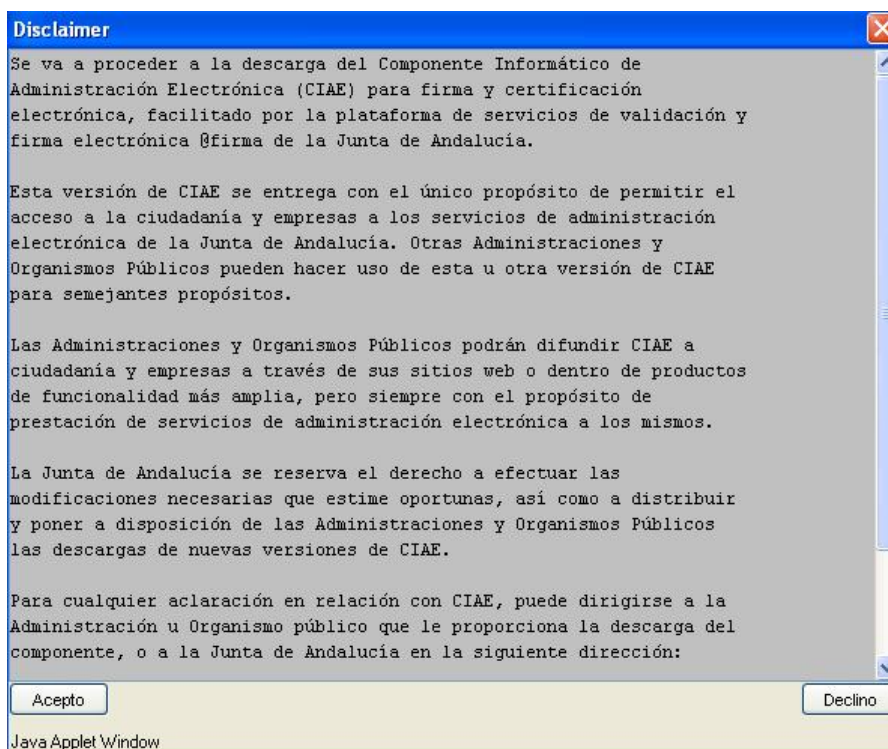 Disclaimer
Se va a proceder a la descarga del Componente Informático de
Administración Electrónica (CIAE) para firma y certificación
electrónica, facilitado por la plataforma de servicios de validación y
firma electrónica @firma de la Junta de Andalucía.
Esta versión de CIAE se entrega con el único propósito de permitir el
acceso a la ciudadanía y empresas a los servicios de administración
electrónica de la Junta de Andalucía. Otras Administraciones y
Organismos Públicos pueden hacer uso de esta u otra versión de CIAE
para semejantes propósitos.
Las Administraciones y Organismos Públicos podrán difundir CIAE a
ciudadanía y empresas a través de sus sitios web o dentro de productos
de funcionalidad más amplia, pero siempre con el propósito de
prestación de servicios de administración electrónica a los mismos.
La Junta de Andalucía se reserva el derecho a efectuar las
modificaciones necesarias que estime oportunas, así como a distribuir
y poner a disposición de las Administraciones y Organismos Públicos
las descargas de nuevas versiones de CIAE.
Para cualquier aclaración en relación con CIAE, puede dirigirse a la
Administración u Organismo público que le proporciona la descarga del
componente, o a la Junta de Andalucía en la siguiente dirección:
Acepto
Declino
Java Applet Window